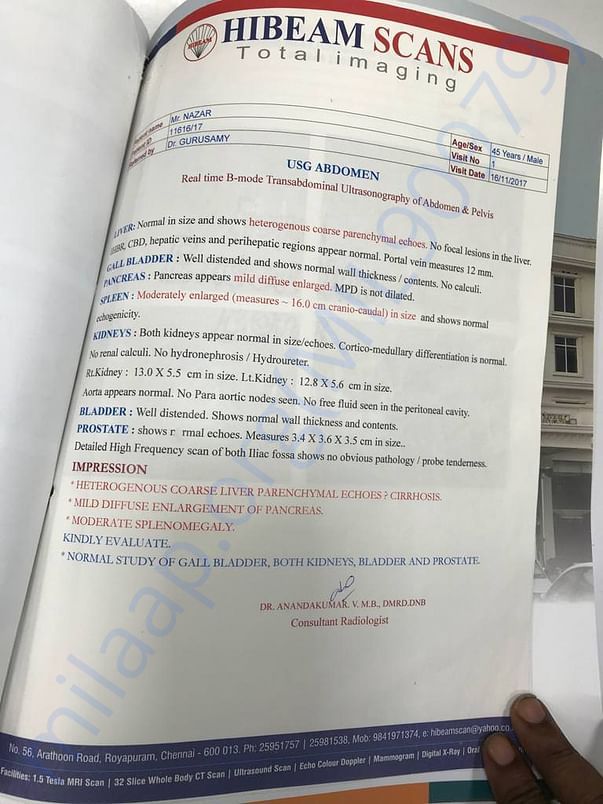 HIBEAM
HIBEAM SCANS
Total imaging
Patient name Mr. NAZAR Age/Sex 45 Years / Male
11616/17 Visit No 1
Referred by Dr. GURUSAMY Visit Date 16/11/2017
USG ABDOMEN
Real time B-mode Transabdominal Ultrasonography of Abdomen & Pelvis
LIVER: Normal in size and shows heterogenous coarse parenchymal echoes. No focal lesions in the liver.
CBD, hepatic veins and perihepatic regions appear normal. Portal vein measures 12 mm.
GALL BLADDER : Well distended and shows normal wall thickness / contents. No calculi.
PANCREAS : Pancreas appears mild diffuse enlarged. MPD is not dilated.
SPLEEN : Moderately enlarged (measures ~ 16.0 cm cranio-caudal) in size and shows normal
echogenicity.
KIDNEYS : Both kidneys appear normal in size/echoes. Cortico-medullary differentiation is normal.
No renal calculi. No hydronephrosis / Hydroureter.
Rt.Kidney : 13.0 X 5.5 cm in size. Lt.Kidney : 12.8 X 5.6 cm in size.
Aorta appears normal. No Para aortic nodes seen. No free fluid seen in the peritoneal cavity.
BLADDER : Well distended. Shows normal wall thickness and contents.
PROSTATE : shows r rmal echoes. Measures 3.4 X 3.6 X 3.5 cm in size..
Detailed High Frequency scan of both Iliac fossa shows no obvious pathology / probe tenderness.
IMPRESSION
* HETEROGENOUS COARSE LIVER PARENCHYMAL ECHOES ? CIRRHOSIS.
* MILD DIFFUSE ENLARGEMENT OF PANCREAS.
* MODERATE SPLENOMEGALY.
KINDLY EVALUATE.
* NORMAL STUDY OF GALL BLADDER, BOTH KIDNEYS, BLADDER AND PROSTATE.
DR. ANANDAKUMAR. V. M.B., DMRD.DNB
Consultant Radiologist
No. 56, Arathoon Road, Royapuram, Chennai - 600 013. Ph: 25951757 | 25981538, Mob: 9841971374, e: hibeamscan@yahoo.co
Facilities: 1.5 Tesla MRI Scan | 32 Slice Whole Body CT Scan | Ultrasound Scan | Echo Colour Doppler | Mammogram | Digital X-Ray |